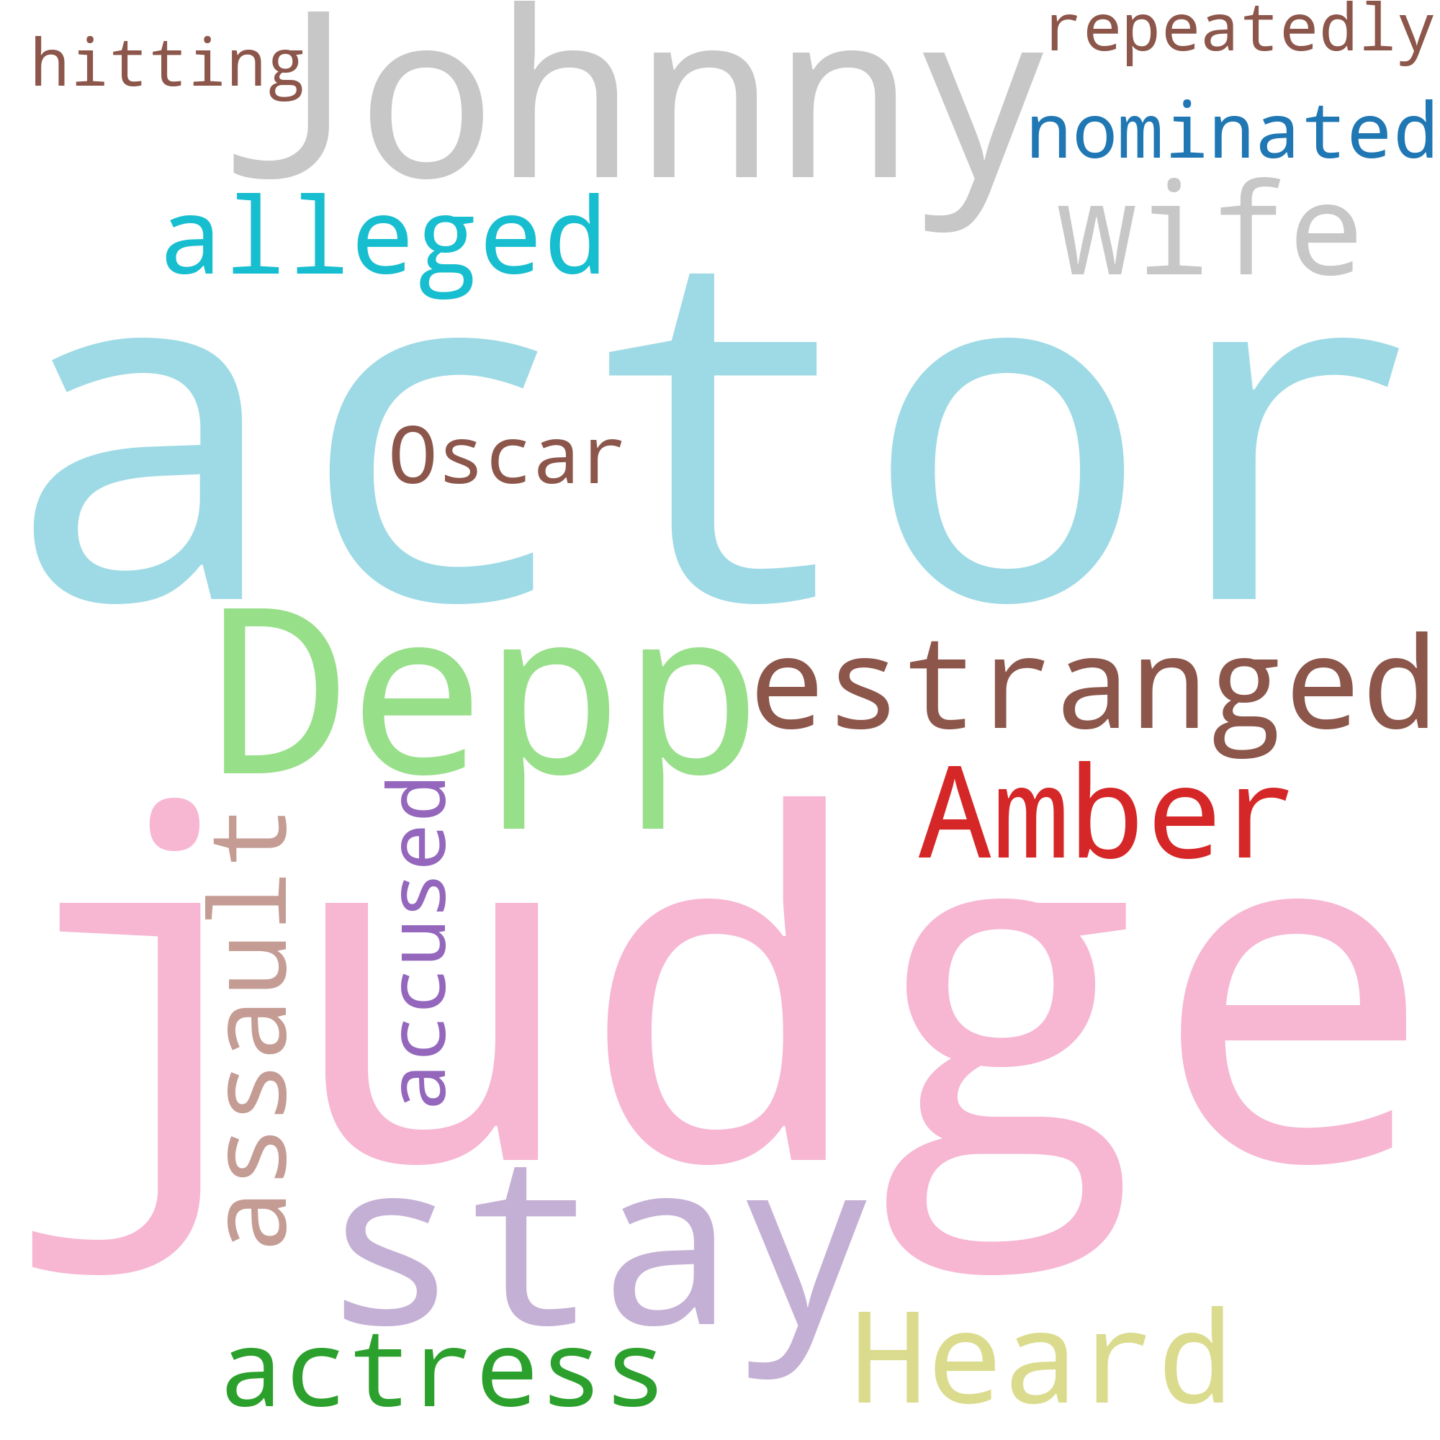 hitting
Johnny
repeatedly
nominated
alleged
wife
actor
Oscar
Depp
estranged
Amber
accused
assault
judge
stay
actress
Heard